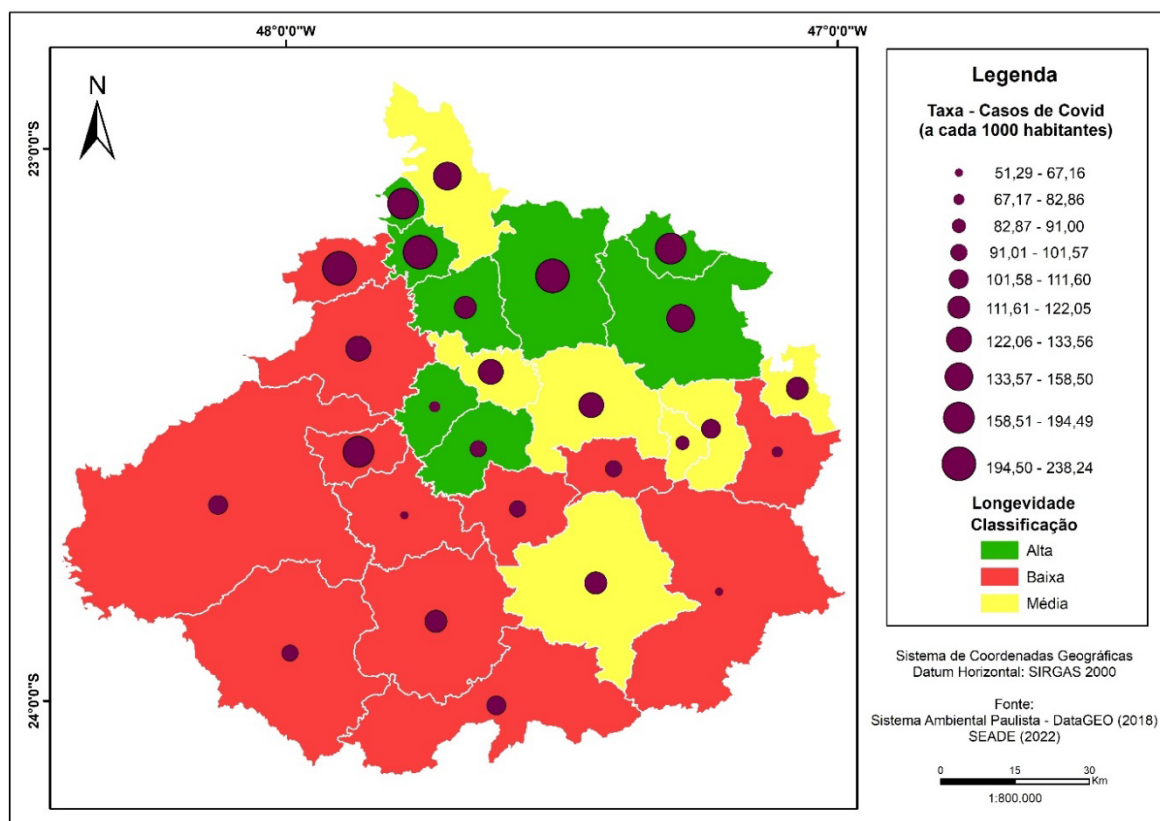 48°0'0"W
47°0'0"W
N
23°0'0"S
24°0'0"S
Legenda
Taxa - Casos de Covid
(a cada 1000 habitantes)
51,29 - 67,16
67,17 - 82,86
82,87 - 91,00
91,01 - 101,57
101,58 - 111,60
111,61 - 122,05
122,06 - 133,56
133,57 - 158,50
158,51 - 194,49
194,50 - 238,24
Longevidade
Classificação
Alta
Baixa
Média
Sistema de Coordenadas Geográficas
Datum Horizontal: SIRGAS 2000
Fonte:
Sistema Ambiental Paulista - DataGEO (2018)
SEADE (2022)
0 15 30
Km
1:800.000